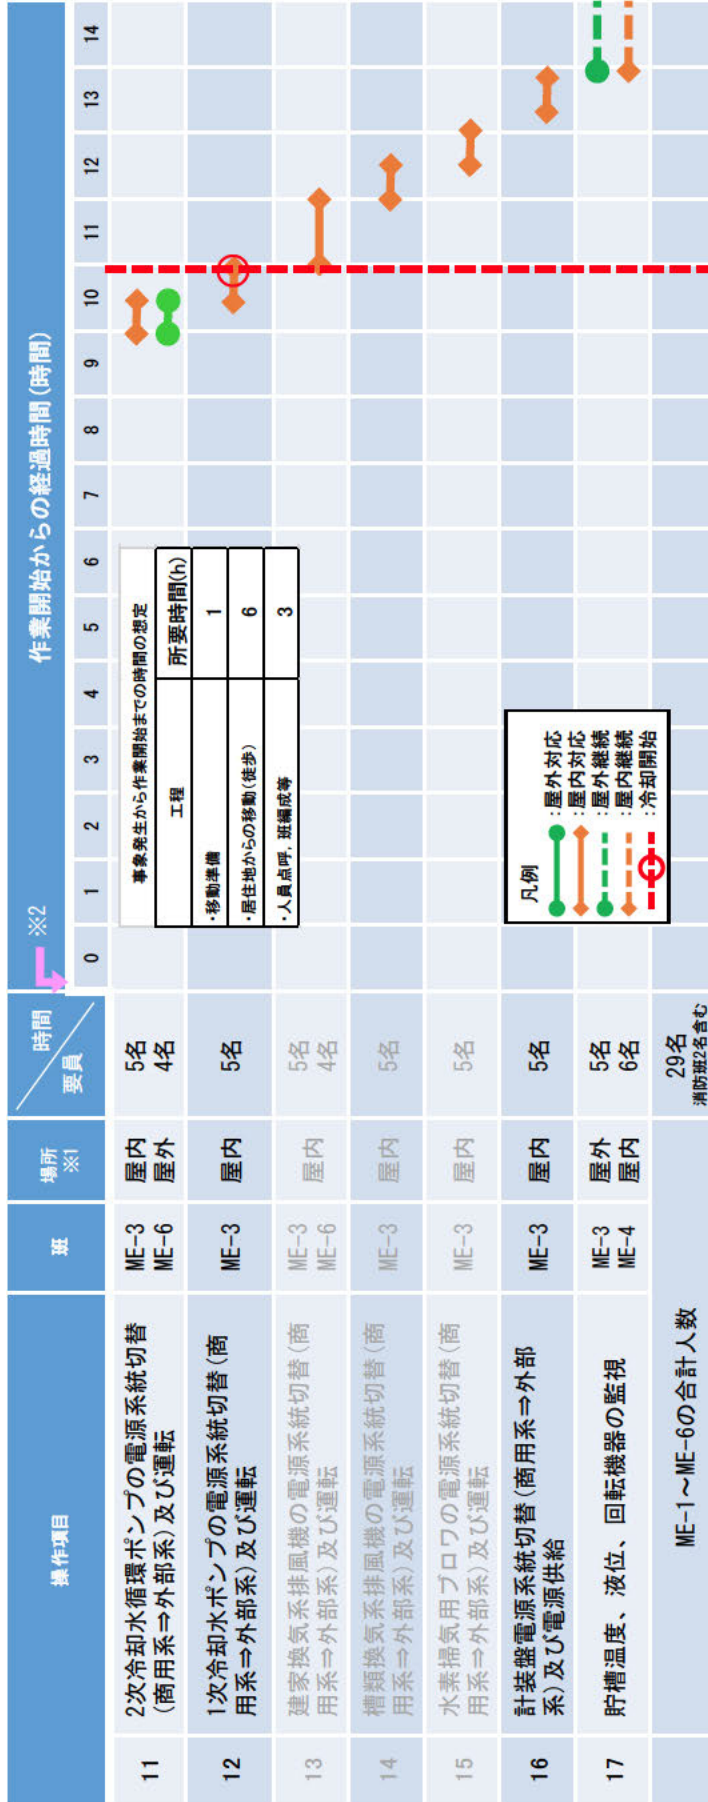 操作項目
班
場所
※1
時間
要員
作業開始からの経過時間(時間)
※2
0 1 2 3 4 5 6 7 8 9 10 11 12 13 14
11
2次冷却水循環ポンプの電源系統切替
(商用系⇒外部系)及び運転
ME-3
ME-6
屋内
屋外
5名
4名
12
1次冷却水ポンプの電源系統切替(商
用系⇒外部系)及び運転
ME-3
屋内
5名
13
建家換気系排風機の電源系統切替(商
用系⇒外部系)及び運転
ME-3
ME-6
屋内
5名
4名
14
槽類換気系排風機の電源系統切替(商
用系⇒外部系)及び運転
ME-3
屋内
5名
15
水素掃気用ブロワの電源系統切替(商
用系⇒外部系)及び運転
ME-3
屋内
5名
16
計装盤電源系統切替(商用系⇒外部
系)及び電源供給
ME-3
屋内
5名
17
貯槽温度、液位、回転機器の監視
ME-3
ME-4
屋外
屋内
5名
6名
ME-1～ME-6の合計人数
29名
消防班2名含む
事象発生から作業開始までの時間の想定
工程
所要時間(h)
・移動準備
1
・居住地からの移動(徒歩)
6
・人員点呼，班編成等
3
凡例
:屋外対応
:屋内対応
:屋外継続
:屋内継続
:冷却開始